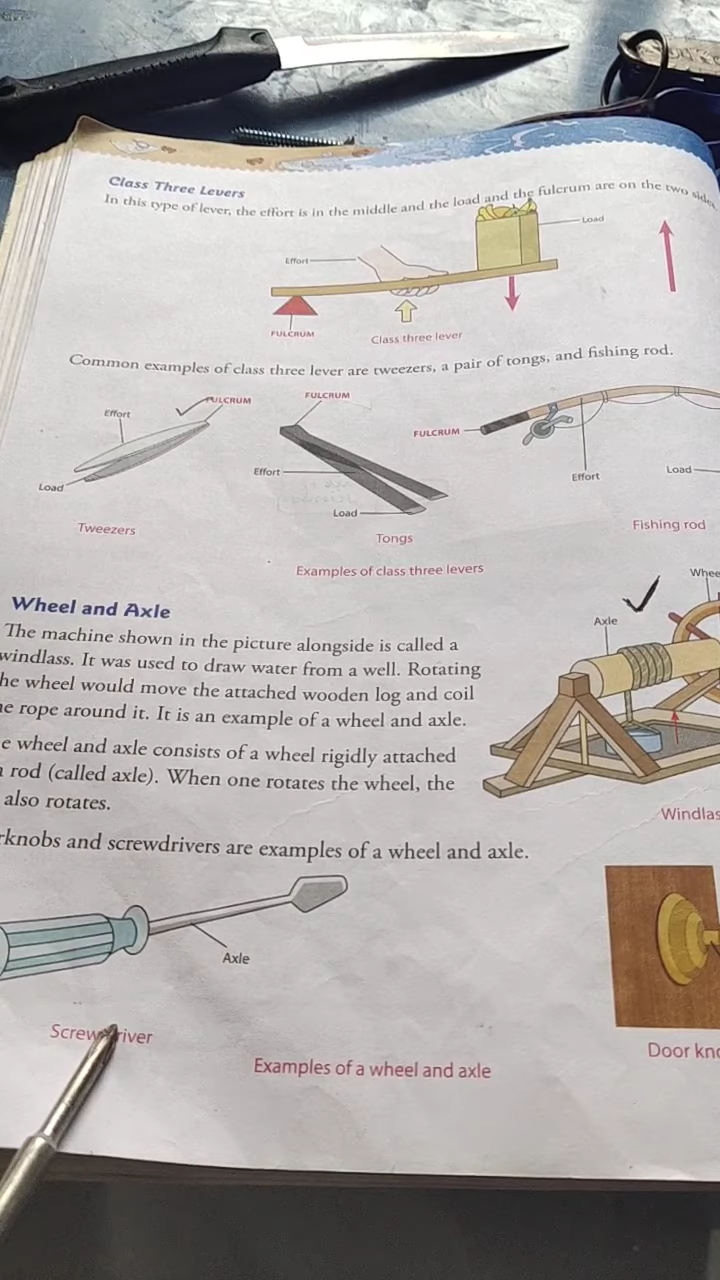 Class Three Levers
In this type of lever, the effort is in the middle and the load and the fulcrum are on the two sides
Load
Effort
FULCRUM
Class three lever
Common examples of class three lever are tweezers, a pair of tongs, and fishing rod.
Effort
FULCRUM
Load
Tweezers
FULCRUM
Effort
Load
Tongs
FULCRUM
Effort
Load
Fishing rod
Examples of class three levers
Wheel and Axle
The machine shown in the picture alongside is called a
windlass. It was used to draw water from a well. Rotating
he wheel would move the attached wooden log and coil
e rope around it. It is an example of a wheel and axle.
e wheel and axle consists of a wheel rigidly attached
rod (called axle). When one rotates the wheel, the
also rotates.
Whee
Axle
Windlas
rknobs and screwdrivers are examples of a wheel and axle.
Axle
Screw river
Door kno
Examples of a wheel and axle